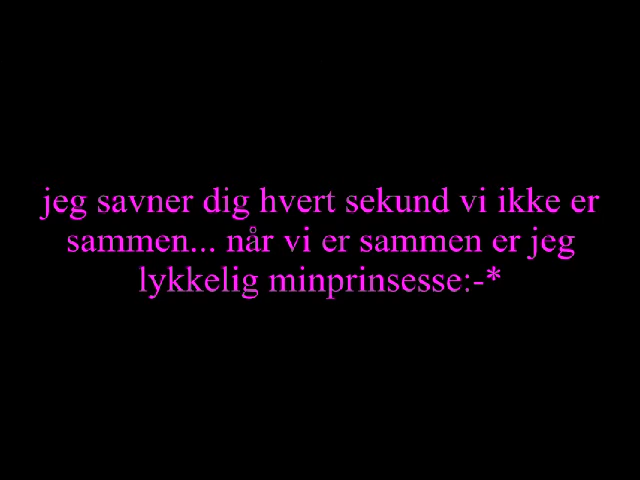 jeg savner dig hvert sekund vi ikke er
sammen... når vi er sammen er jeg
lykkelig minprinsesse:-*